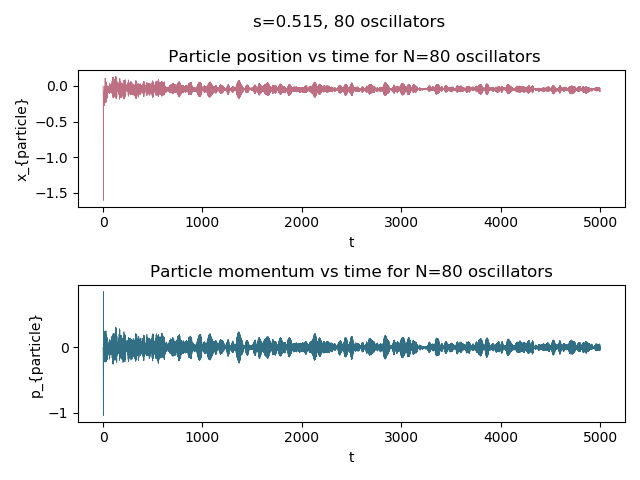 s=0.515, 80 oscillators
Particle position vs time for N=80 oscillators
x_{particle}
0.0
−0.5
−1.0
−1.5
0 1000 2000 3000 4000 5000
t
Particle momentum vs time for N=80 oscillators
p_{particle}
0
−1
0 1000 2000 3000 4000 5000
t